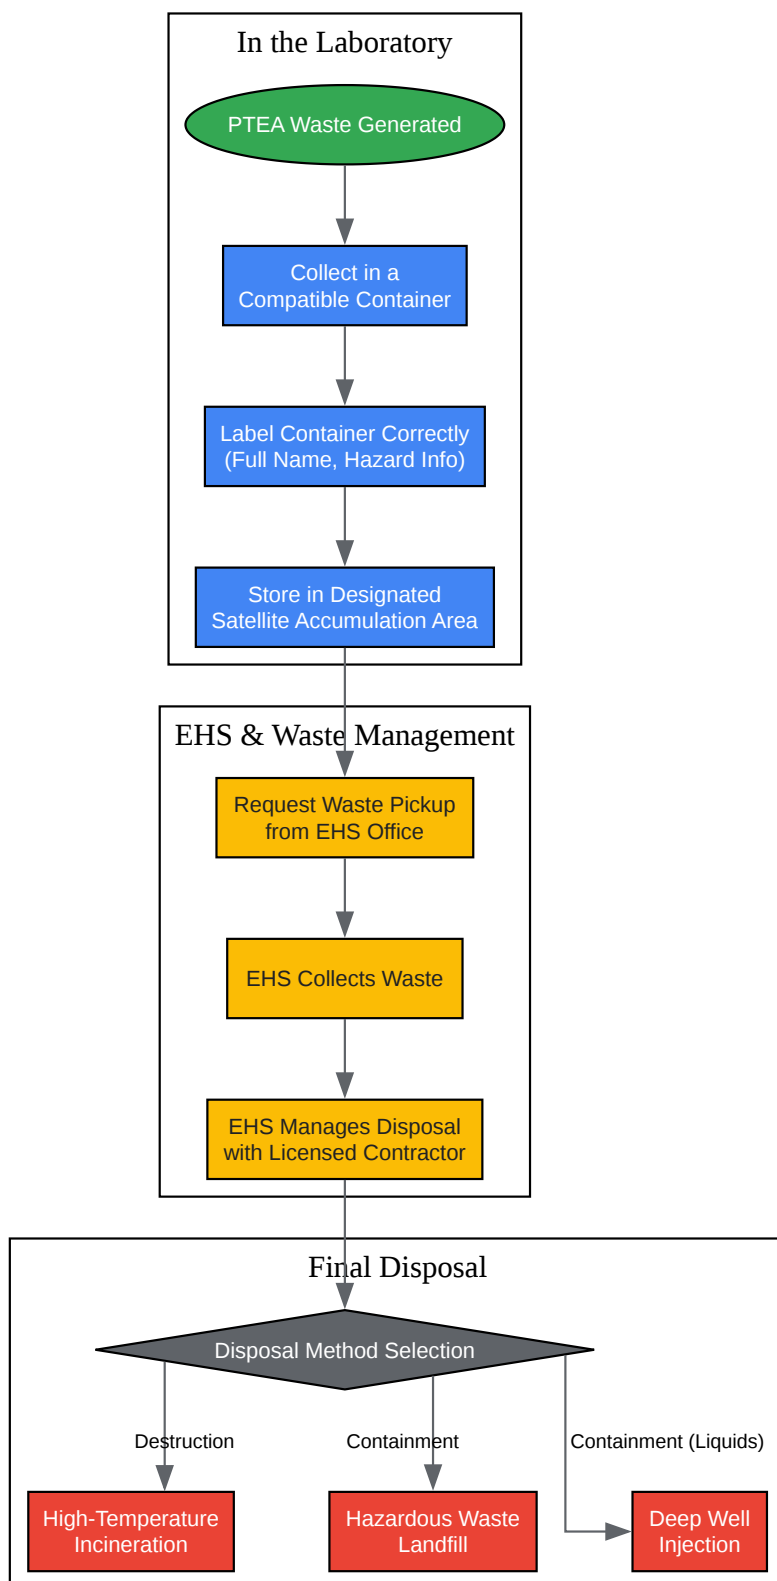 In the Laboratory
PTEA Waste Generated
Collect in a
Compatible Container
Label Container Correctly
(Full Name, Hazard Info)
Store in Designated
Satellite Accumulation Area
EHS & Waste Management
Request Waste Pickup
from EHS Office
EHS Collects Waste
EHS Manages Disposal
with Licensed Contractor
Final Disposal
Disposal Method Selection
Destruction
Containment
Containment (Liquids)
High-Temperature
Incineration
Hazardous Waste
Landfill
Deep Well
Injection